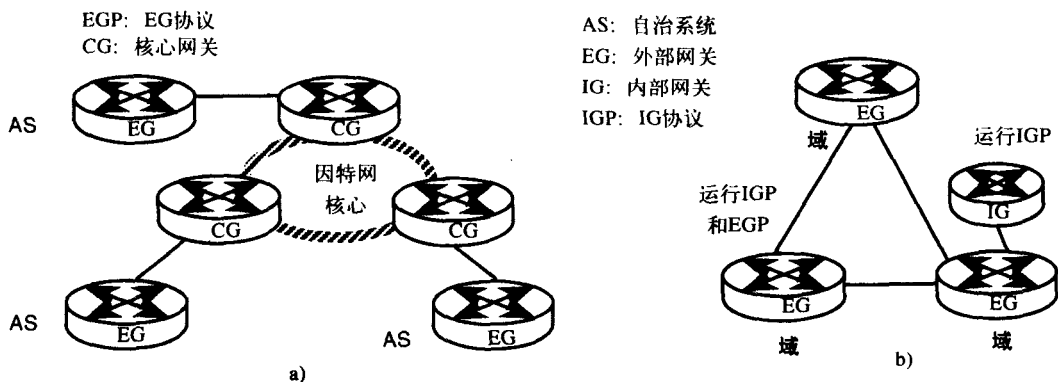 EGP: EG协议
CG: 核心网关
AS
EG
CG
因特网
核心
CG
CG
AS
EG
AS
EG
a)
AS: 自治系统
EG: 外部网关
IG: 内部网关
IGP: IG协议
EG
域
运行IGP
运行IGP
和EGP
IG
EG
EG
域
域
b)